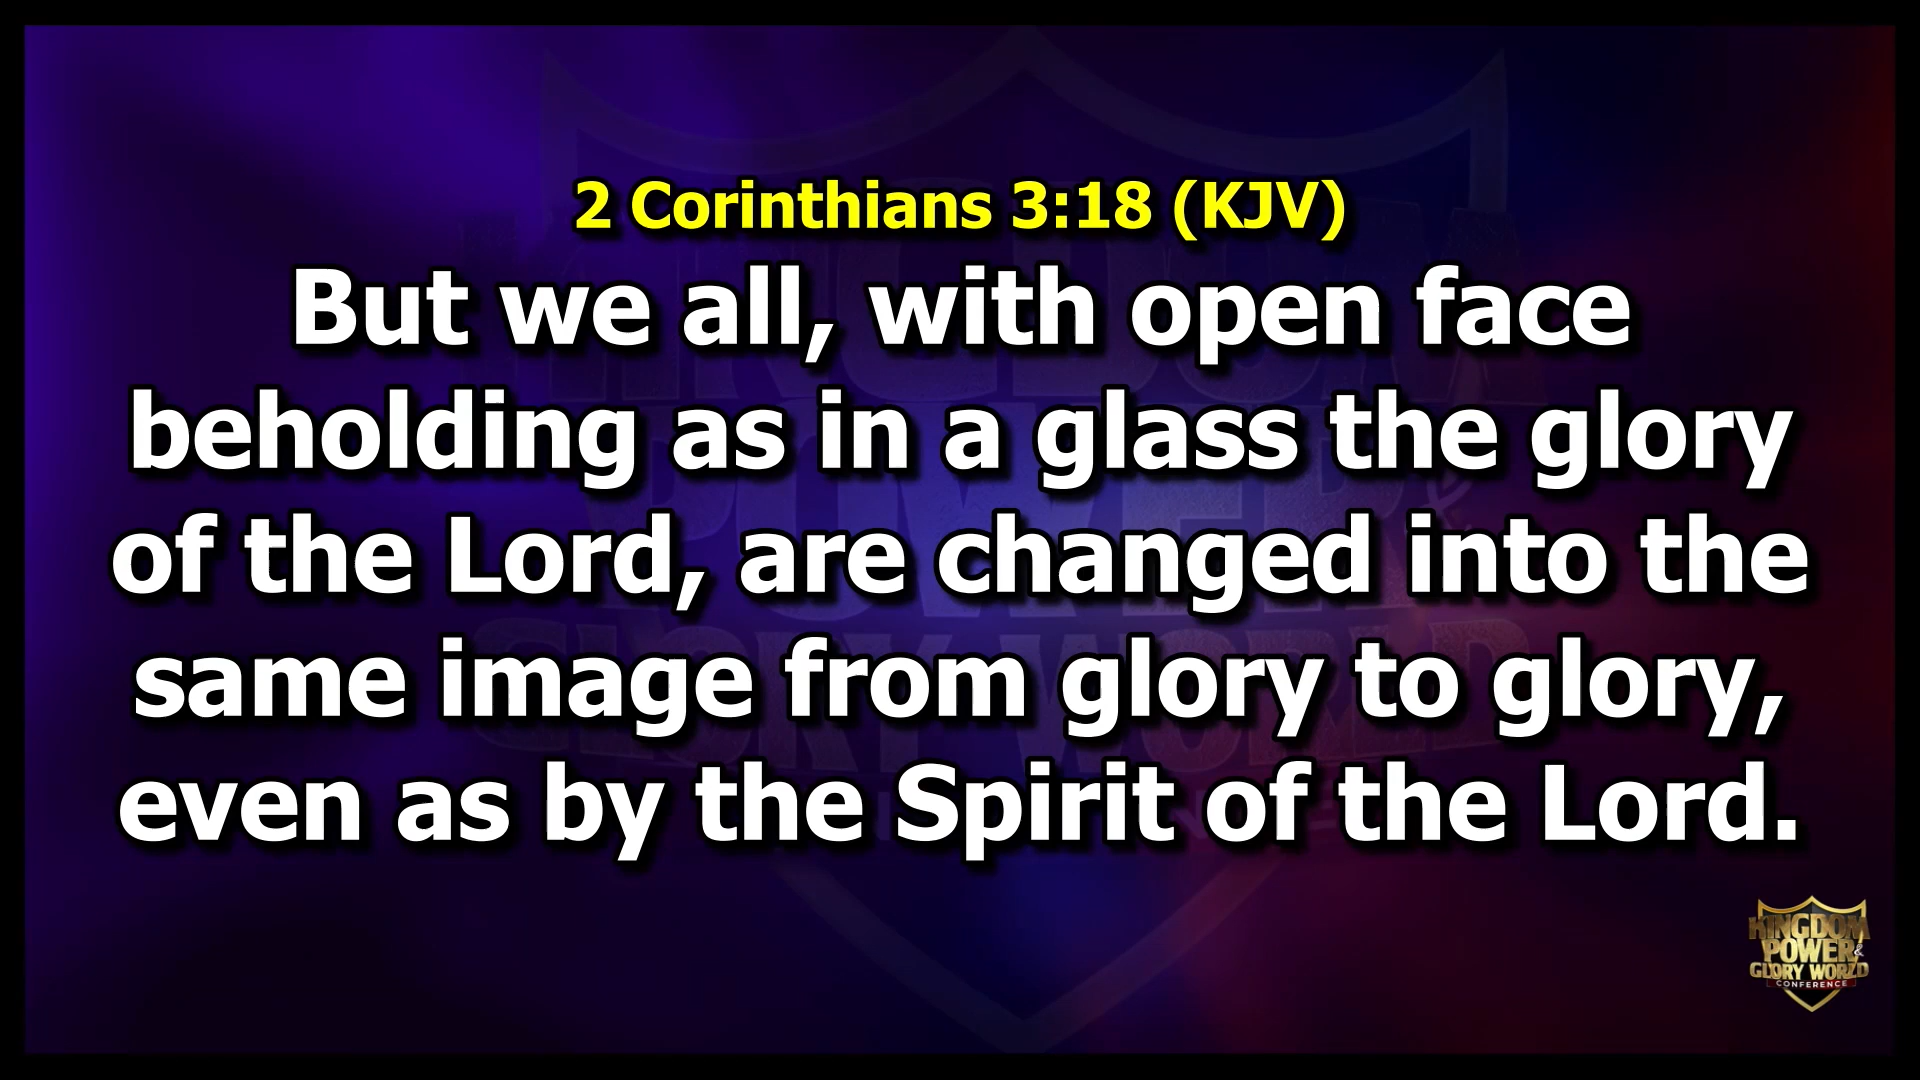 2 Corinthians 3:18 (KJV)
But we all, with open face
beholding as in a glass the glory
of the Lord, are changed into the
same image from glory to glory,
even as by the Spirit of the Lord.
KINGDOM
POWER &
GLORY WORLD
CONFERENCE